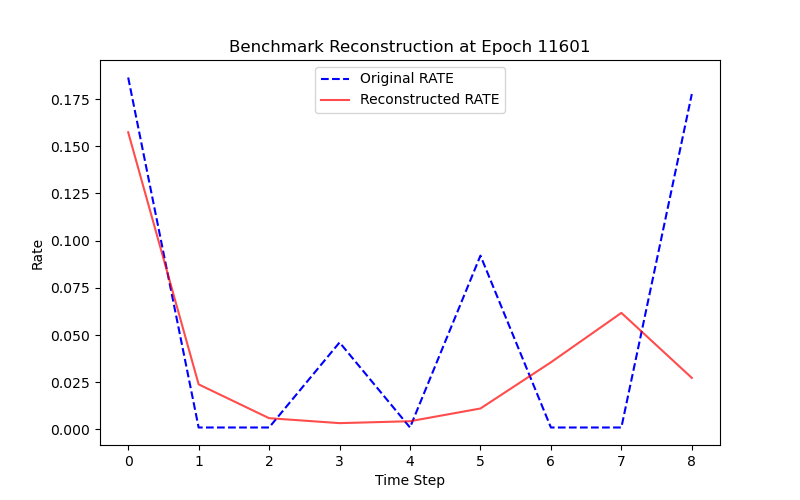 Benchmark Reconstruction at Epoch 11601
Original RATE
Reconstructed RATE
0.175
0.150
0.125
0.100
0.075
0.050
0.025
0.000
Rate
0 1 2 3 4 5 6 7 8
Time Step